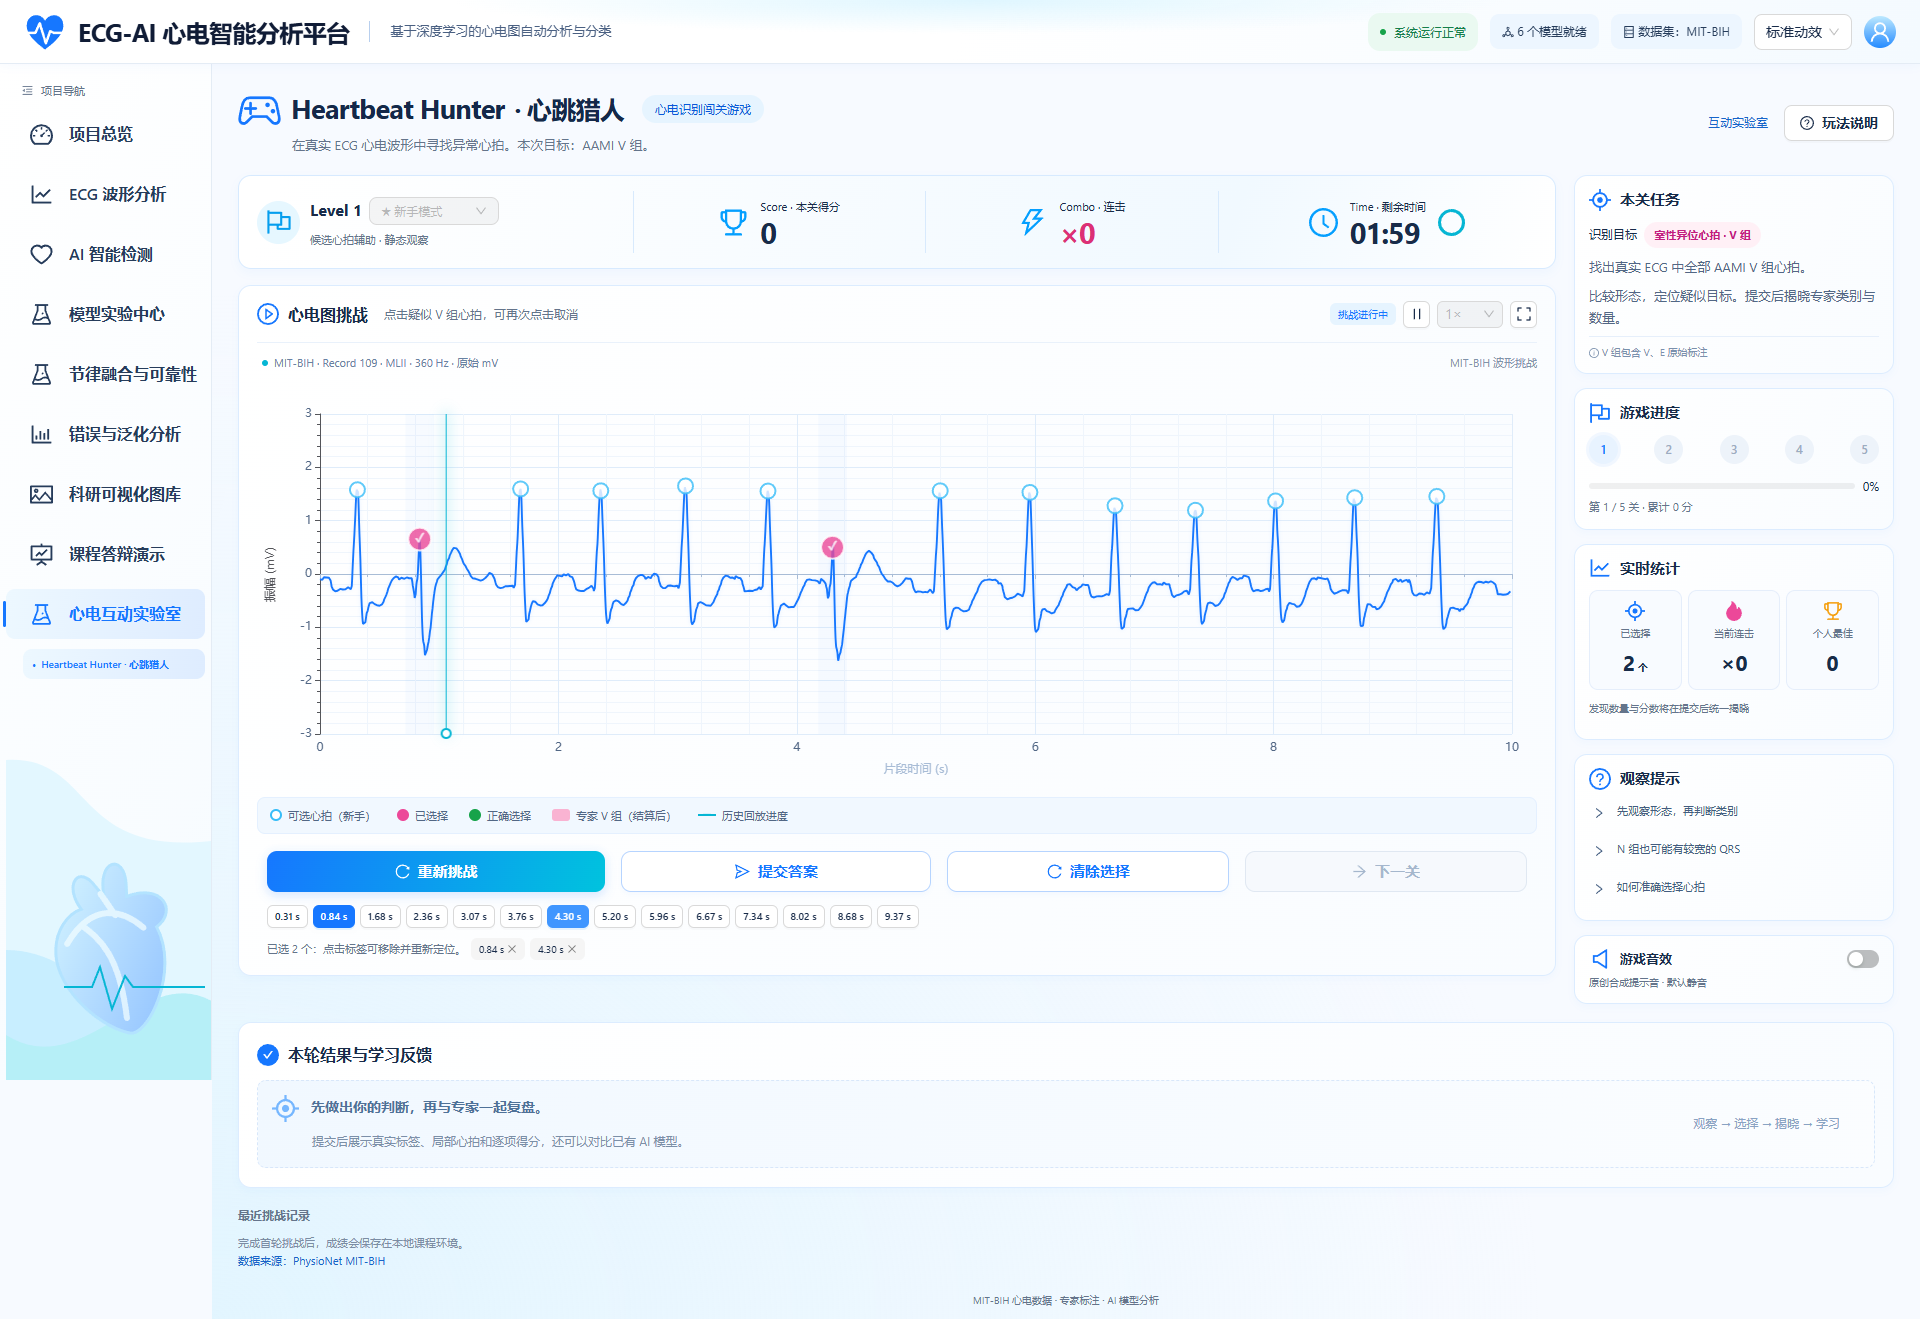 ECG-AI 心电智能分析平台
基于深度学习的心电图自动分析与分类
系统运行正常
6 个模型就绪
数据集：MIT-BIH
标准动效
项目导航
项目总览
ECG 波形分析
AI 智能检测
模型实验中心
节律融合与可靠性
错误与泛化分析
科研可视化图库
课程答辩演示
心电互动实验室
Heartbeat Hunter · 心跳猎人
Heartbeat Hunter · 心跳猎人
心电识别闯关游戏
在真实 ECG 心电波形中寻找异常心拍。本次目标：AAMI V 组。
互动实验室
玩法说明
Level 1
★ 新手模式
候选心拍辅助 · 静态观察
Score · 本关得分
0
Combo · 连击
×0
Time · 剩余时间
01:59
心电图挑战
点击疑似 V 组心拍，可再次点击取消
挑战进行中
1×
MIT-BIH · Record 109 · MLII · 360 Hz · 原始 mV
MIT-BIH 波形挑战
振幅 (mV)
3
2
1
0
-1
-2
-3
0
2
4
6
8
10
片段时间 (s)
可选心拍（新手）
已选择
正确选择
专家 V 组（结算后）
历史回放进度
重新挑战
提交答案
清除选择
下一关
0.31 s
0.84 s
1.68 s
2.36 s
3.07 s
3.76 s
4.30 s
5.20 s
5.96 s
6.67 s
7.34 s
8.02 s
8.68 s
9.37 s
已选 2 个：点击标签可移除并重新定位。
0.84 s
4.30 s
本关任务
识别目标
室性异位心拍 · V 组
找出真实 ECG 中全部 AAMI V 组心拍。
比较形态，定位疑似目标。提交后揭晓专家类别与
数量。
V 组包含 V、E 原始标注
游戏进度
1
2
3
4
5
0%
第 1 / 5 关 · 累计 0 分
实时统计
已选择
2 个
当前连击
×0
个人最佳
0
发现数量与分数将在提交后统一揭晓
观察提示
先观察形态，再判断类别
N 组也可能有较宽的 QRS
如何准确选择心拍
游戏音效
原创合成提示音 · 默认静音
本轮结果与学习反馈
先做出你的判断，再与专家一起复盘。
提交后展示真实标签、局部心拍和逐项得分，还可以对比已有 AI 模型。
观察 → 选择 → 揭晓 → 学习
最近挑战记录
完成首轮挑战后，成绩会保存在本地课程环境。
数据来源：PhysioNet MIT-BIH
MIT-BIH 心电数据 · 专家标注 · AI 模型分析